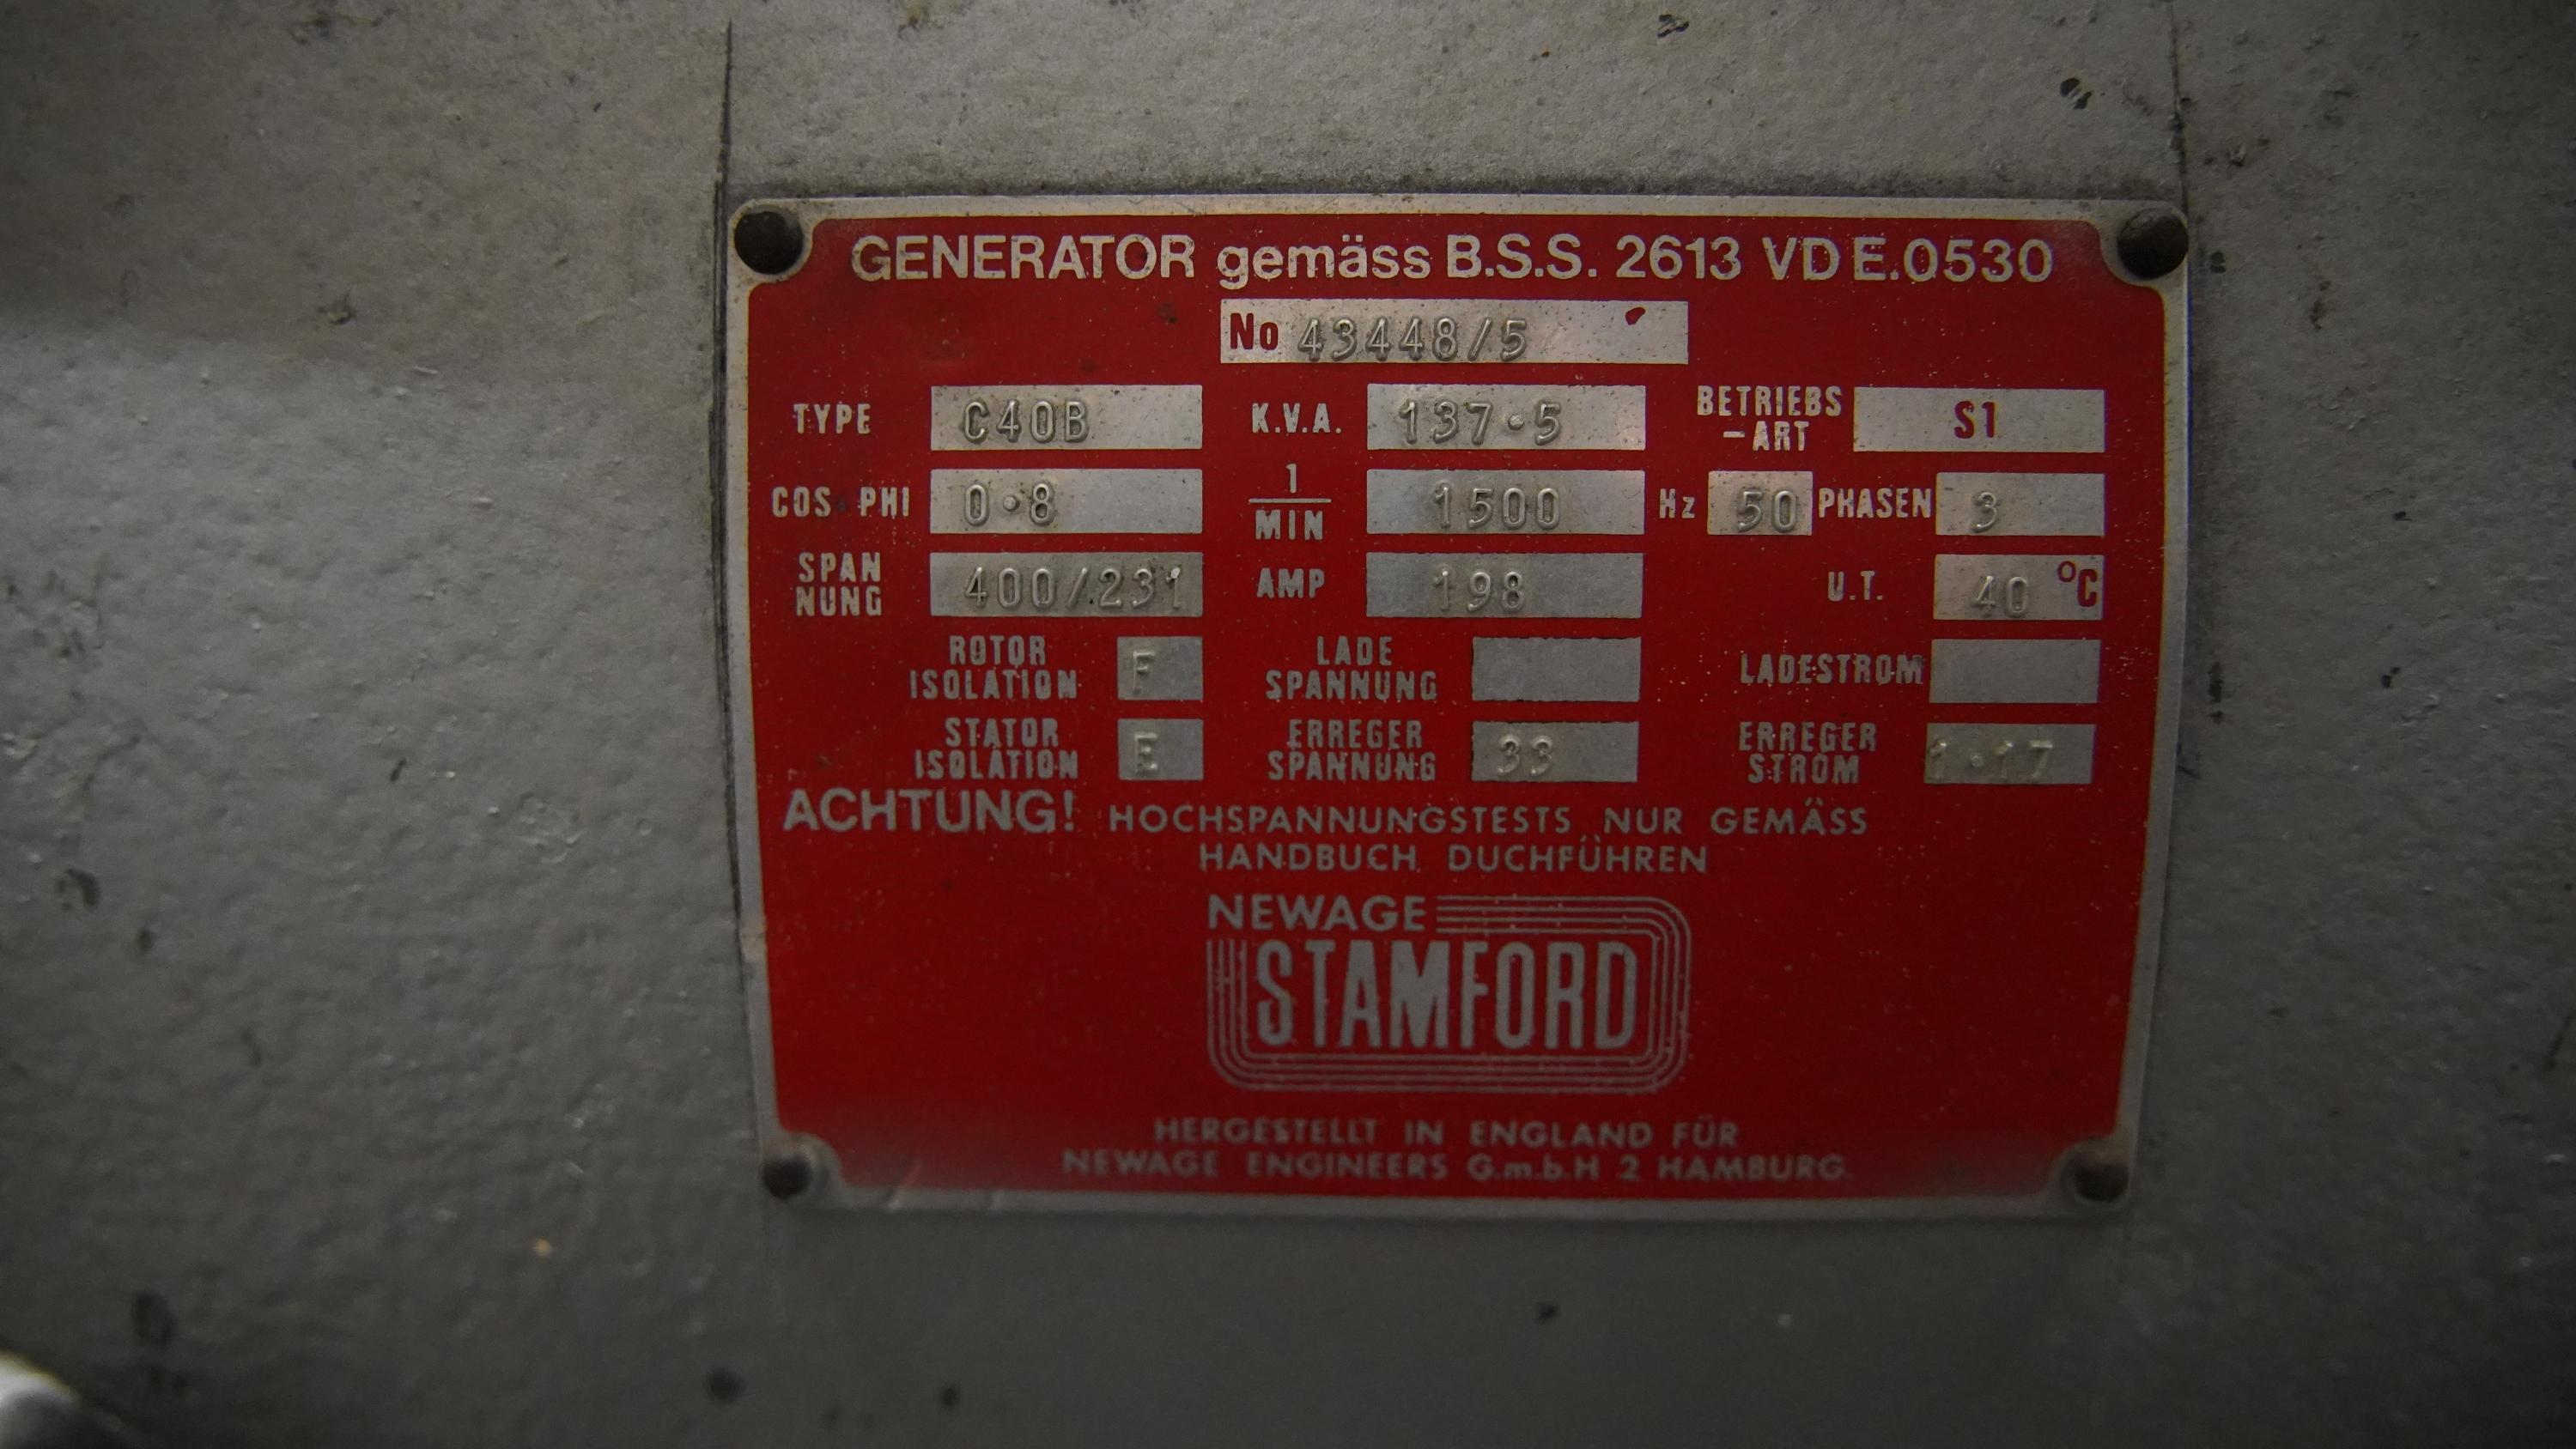 GENERATOR gemäss B.S.S. 2613 VDE.0530
No 43448/5
TYPE C40B K.V.A. 137·5 BETRIEBS -ART S1
COS PHI 0·8 1/MIN 1500 Hz 50 PHASEN 3
SPAN NUNG 400/231 AMP 198 U.T. 40 °C
ROTOR ISOLATION F LADE SPANNUNG LADESTROM
STATOR ISOLATION E ERREGER SPANNUNG 33 ERREGER STROM 1·17
ACHTUNG! HOCHSPANNUNGSTESTS NUR GEMÄSS
HANDBUCH DUCHFÜHREN
NEWAGE
STAMFORD
HERGESTELLT IN ENGLAND FÜR
NEWAGE ENGINEERS G.m.b.H 2 HAMBURG.